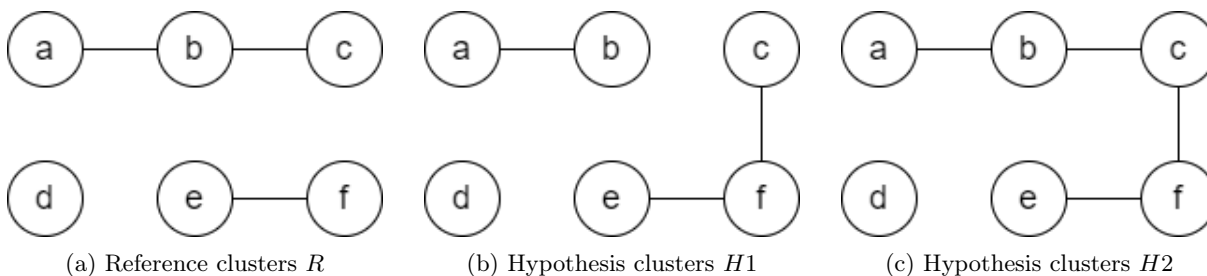 a b c a b c a b c
d e f d e f d e f
(a) Reference clusters R (b) Hypothesis clusters H1 (c) Hypothesis clusters H2